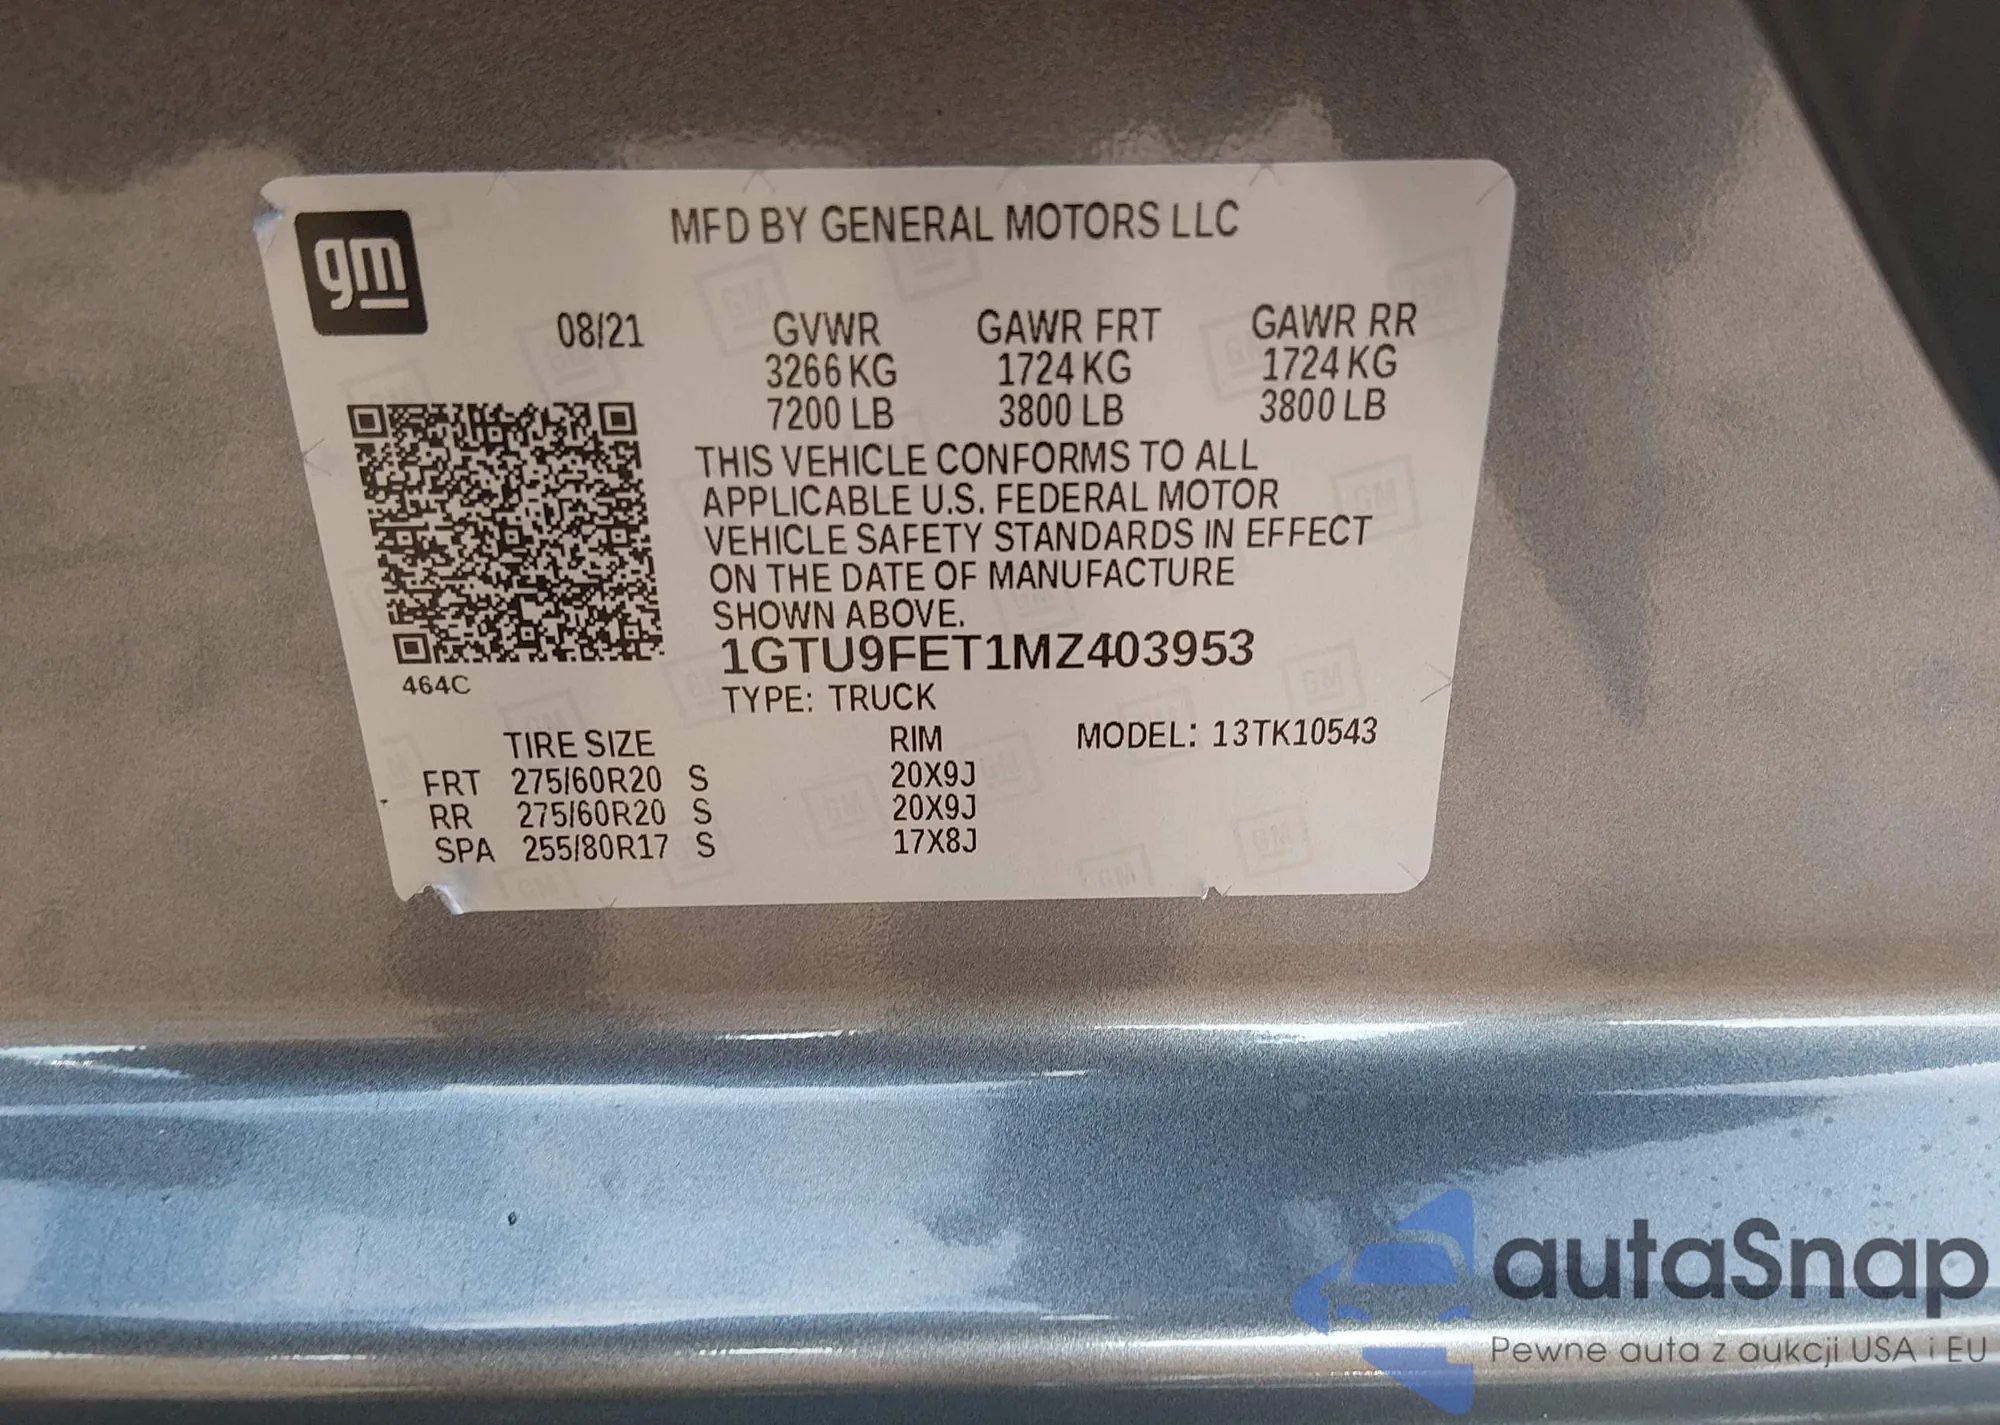 gm
MFD BY GENERAL MOTORS LLC
08/21 GVWR GAWR FRT GAWR RR
3266 KG 1724 KG 1724 KG
7200 LB 3800 LB 3800 LB
THIS VEHICLE CONFORMS TO ALL
APPLICABLE U.S. FEDERAL MOTOR
VEHICLE SAFETY STANDARDS IN EFFECT
ON THE DATE OF MANUFACTURE
SHOWN ABOVE.
1GTU9FET1MZ403953
464C
TYPE: TRUCK
TIRE SIZE RIM MODEL: 13TK10543
FRT 275/60R20 S 20X9J
RR 275/60R20 S 20X9J
SPA 255/80R17 S 17X8J
autaSnap
Pewne auta z aukcji USA i EU